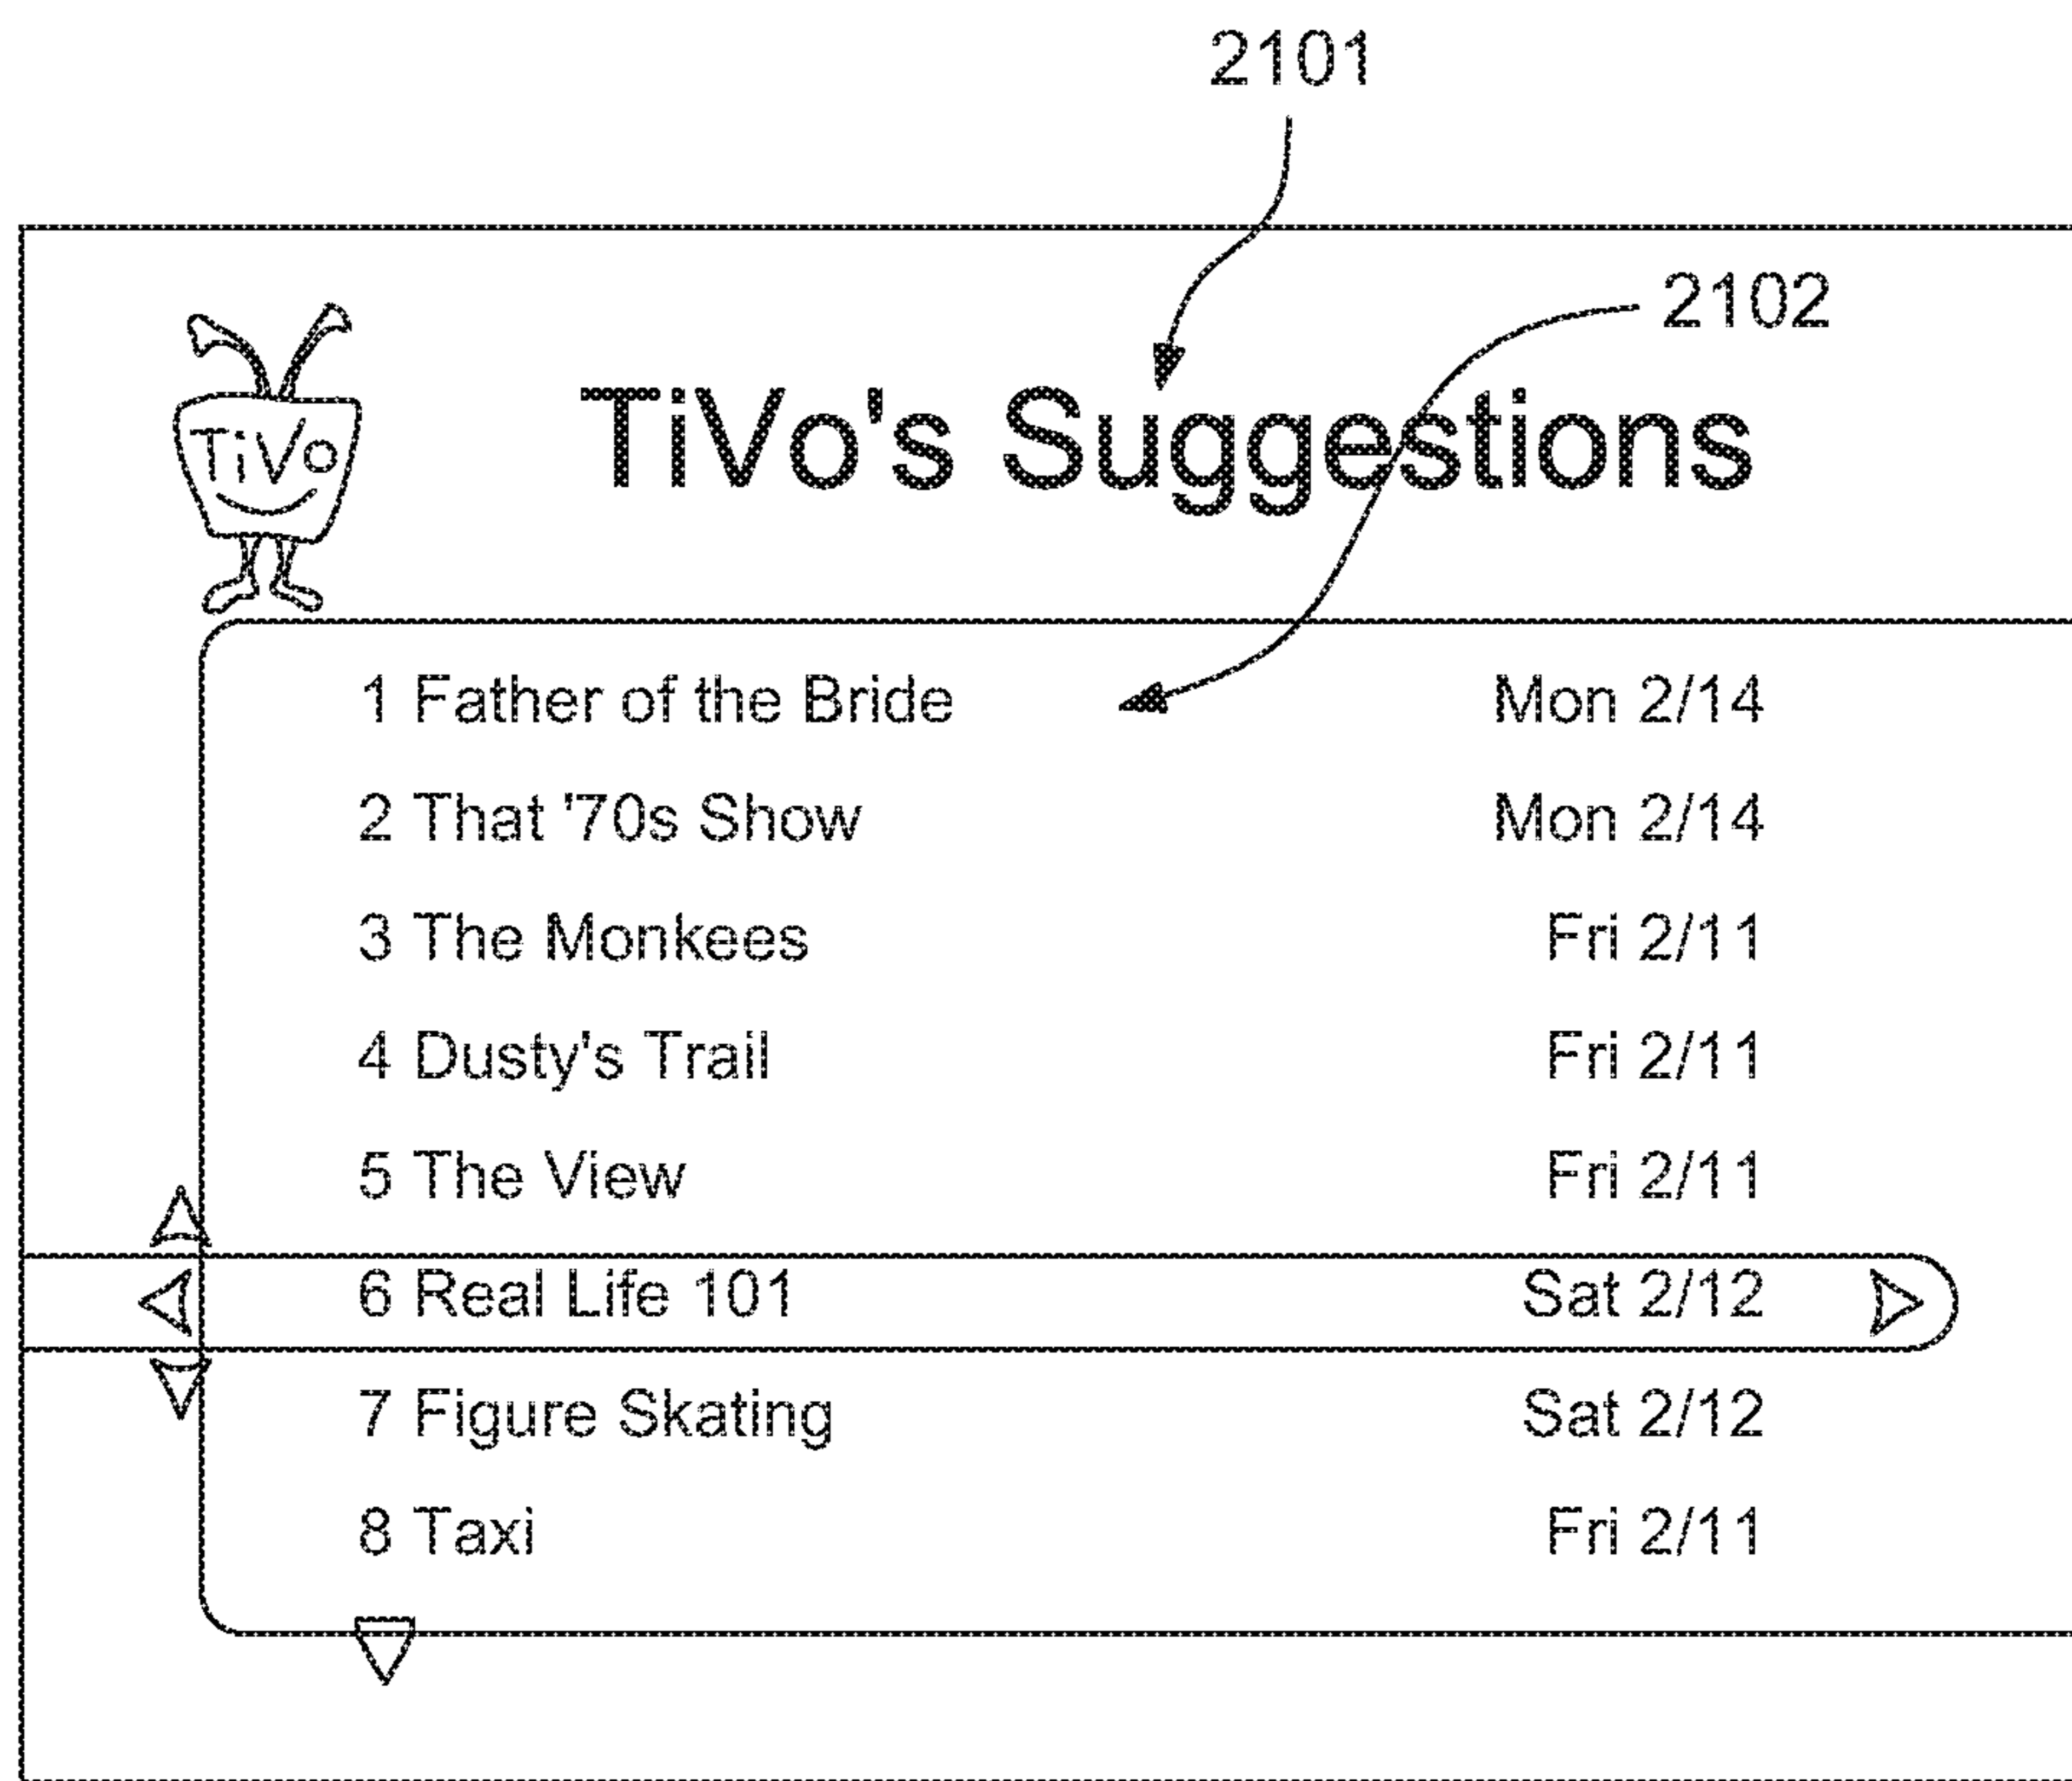 2101
2102
TiVo
TiVo's Suggestions
1 Father of the Bride Mon 2/14
2 That '70s Show Mon 2/14
3 The Monkees Fri 2/11
4 Dusty's Trail Fri 2/11
5 The View Fri 2/11
6 Real Life 101 Sat 2/12
7 Figure Skating Sat 2/12
8 Taxi Fri 2/11